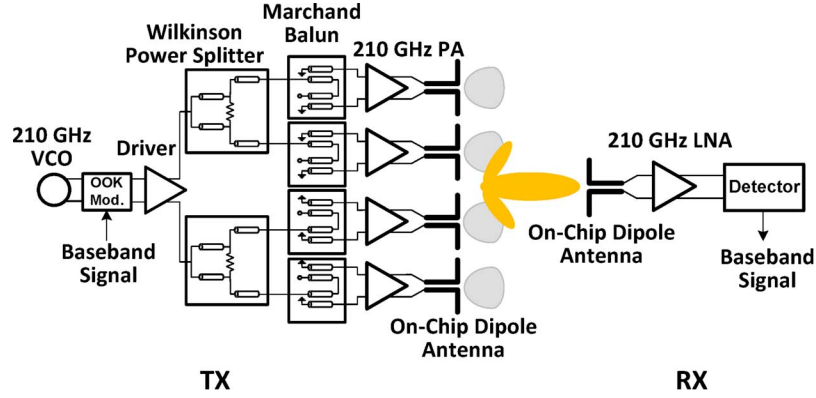 Wilkinson
Power Splitter
Marchand
Balun
210 GHz PA
210 GHz
VCO
Driver
OOK
Mod.
Baseband
Signal
210 GHz LNA
Detector
On-Chip Dipole
Antenna
Baseband
Signal
On-Chip Dipole
Antenna
TX
RX